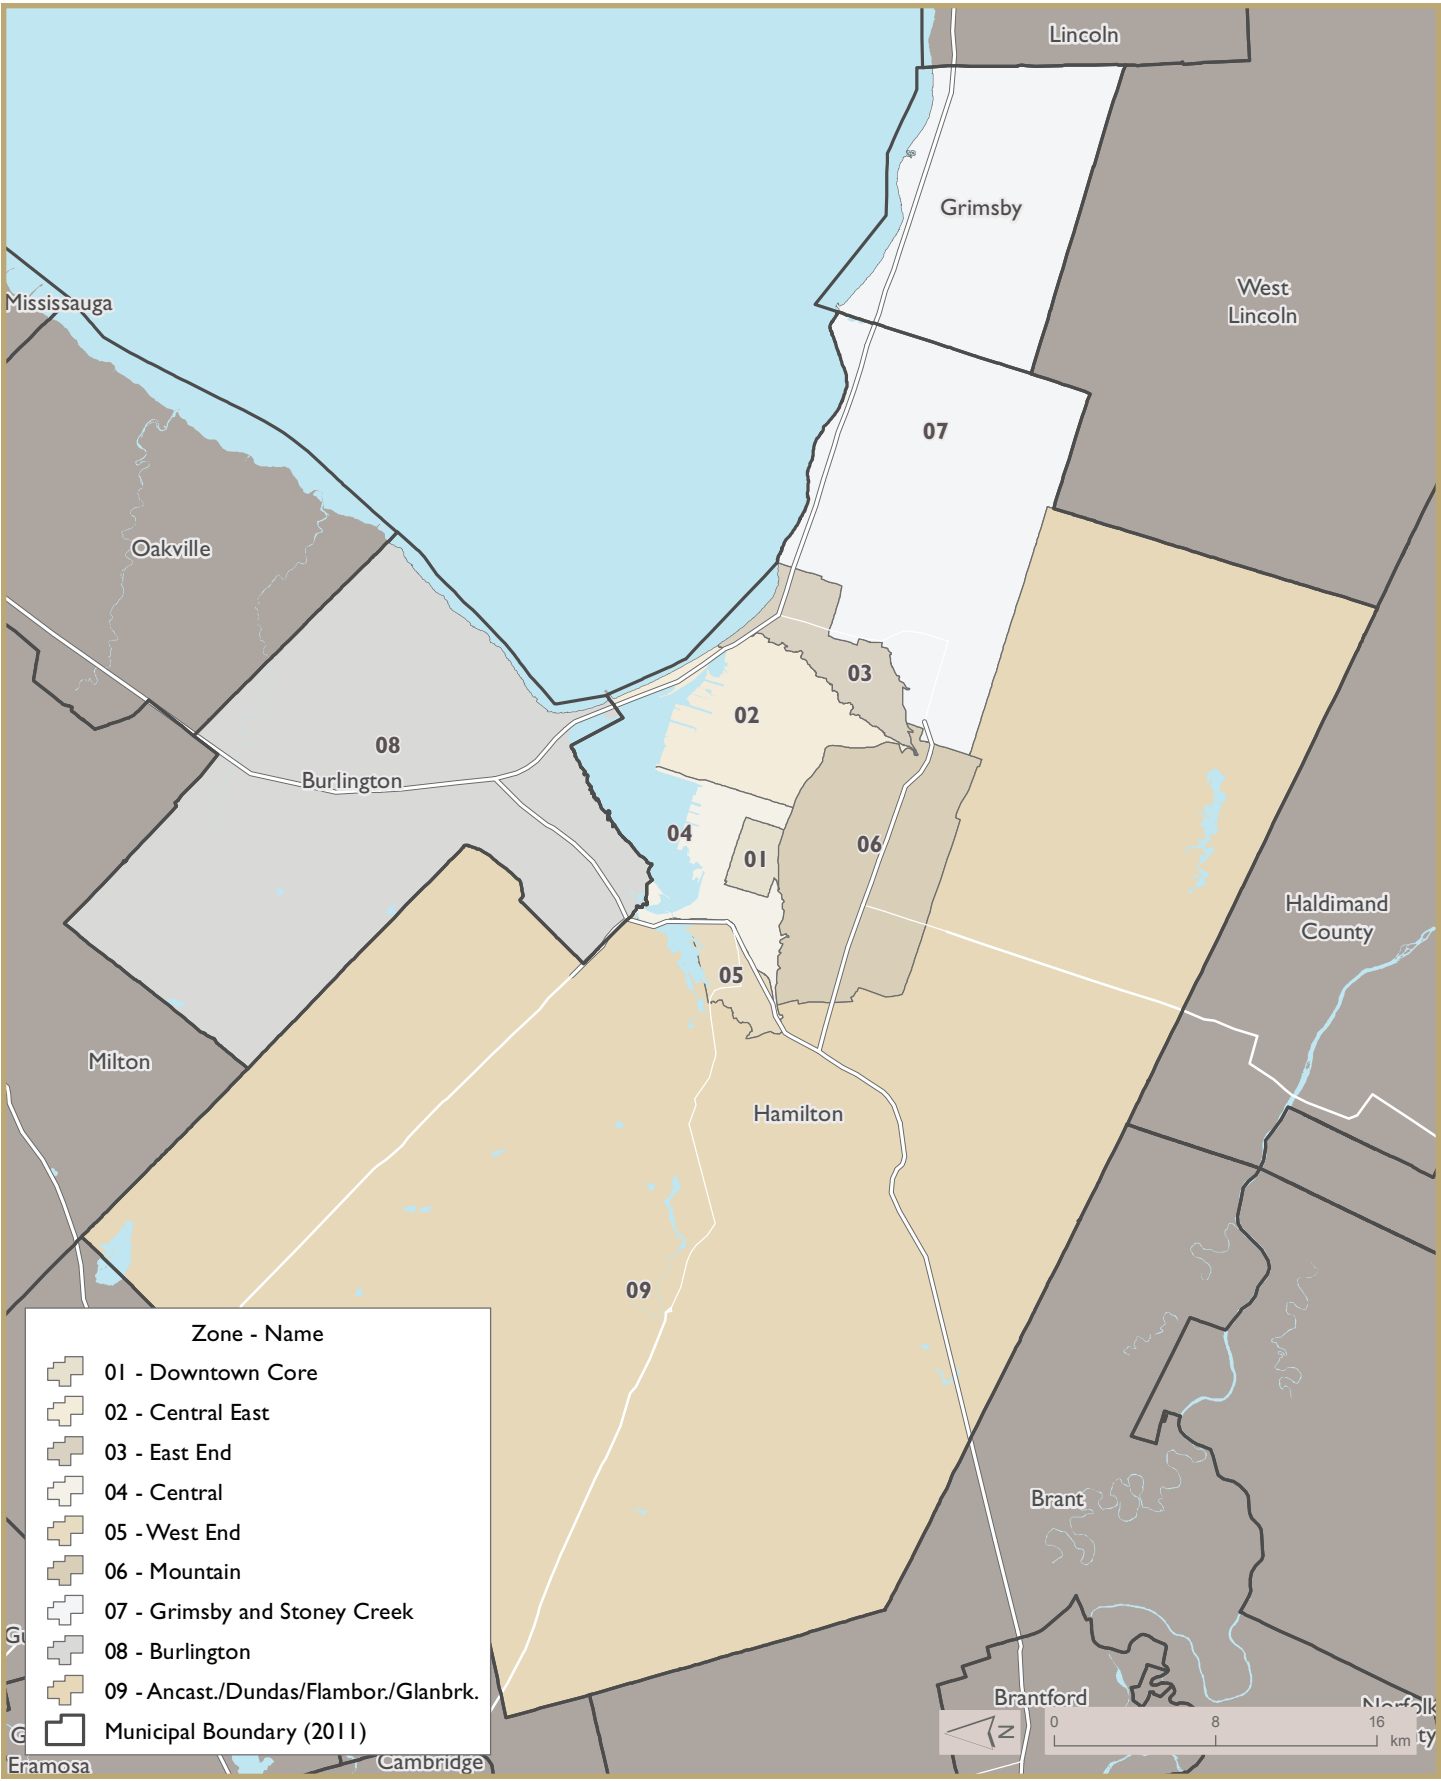 Lincoln
Grimsby
West
Lincoln
Mississauga
07
Oakville
03
02
08
Burlington
04
01
06
Haldimand
County
05
Milton
Hamilton
09
Zone - Name
01 - Downtown Core
02 - Central East
03 - East End
04 - Central
05 - West End
06 - Mountain
07 - Grimsby and Stoney Creek
08 - Burlington
09 - Ancast./Dundas/Flambor./Glanbrk.
Municipal Boundary (2011)
Brant
Brantford
Norfolk
N
0 8 16
km
Eramosa
Cambridge